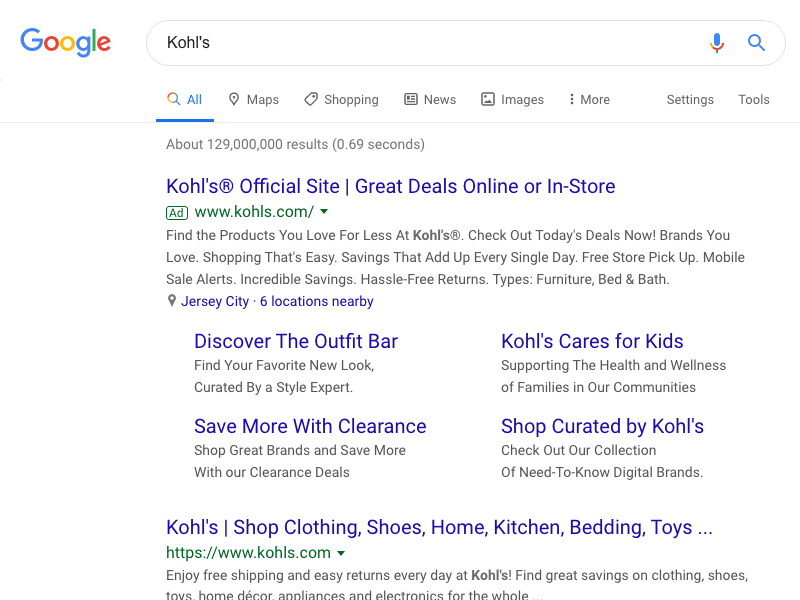 Google
Kohl's
All Maps Shopping News Images More Settings Tools
About 129,000,000 results (0.69 seconds)
Kohl's® Official Site | Great Deals Online or In-Store
Ad www.kohls.com/
Find the Products You Love For Less At Kohl's®. Check Out Today's Deals Now! Brands You
Love. Shopping That's Easy. Savings That Add Up Every Single Day. Free Store Pick Up. Mobile
Sale Alerts. Incredible Savings. Hassle-Free Returns. Types: Furniture, Bed & Bath.
Jersey City · 6 locations nearby
Discover The Outfit Bar
Find Your Favorite New Look,
Curated By a Style Expert.
Kohl's Cares for Kids
Supporting The Health and Wellness
of Families in Our Communities
Save More With Clearance
Shop Great Brands and Save More
With our Clearance Deals
Shop Curated by Kohl's
Check Out Our Collection
Of Need-To-Know Digital Brands.
Kohl's | Shop Clothing, Shoes, Home, Kitchen, Bedding, Toys ...
https://www.kohls.com
Enjoy free shipping and easy returns every day at Kohl's! Find great savings on clothing, shoes,
toys, home décor, appliances and electronics for the whole ...